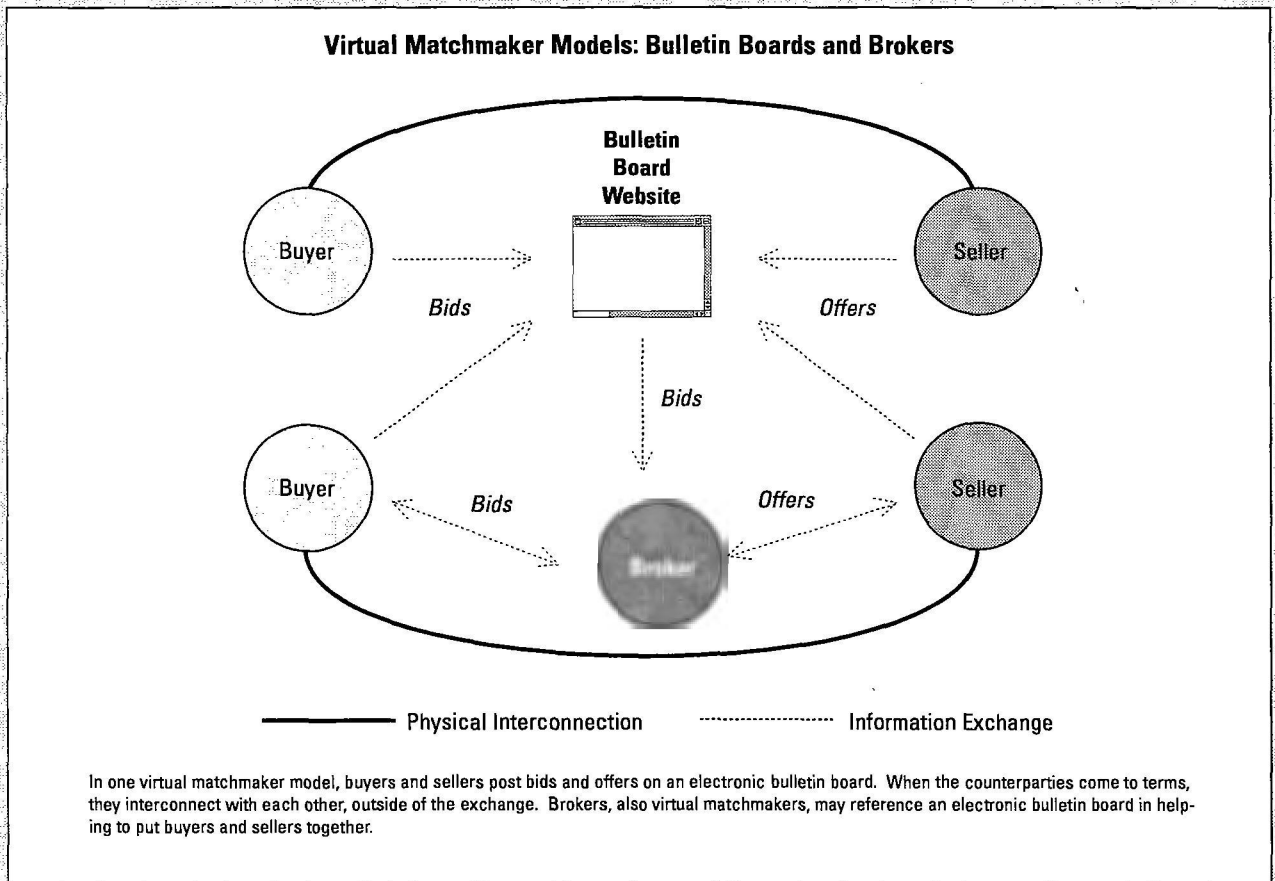 Virtual Matchmaker Models: Bulletin Boards and Brokers
Bulletin
Board
Website
Buyer
Seller
Bids
Offers
Bids
Buyer
Seller
Bids
Offers
Broker
Physical Interconnection
Information Exchange
In one virtual matchmaker model, buyers and sellers post bids and offers on an electronic bulletin board. When the counterparties come to terms,
they interconnect with each other, outside of the exchange. Brokers, also virtual matchmakers, may reference an electronic bulletin board in help-
ing to put buyers and sellers together.